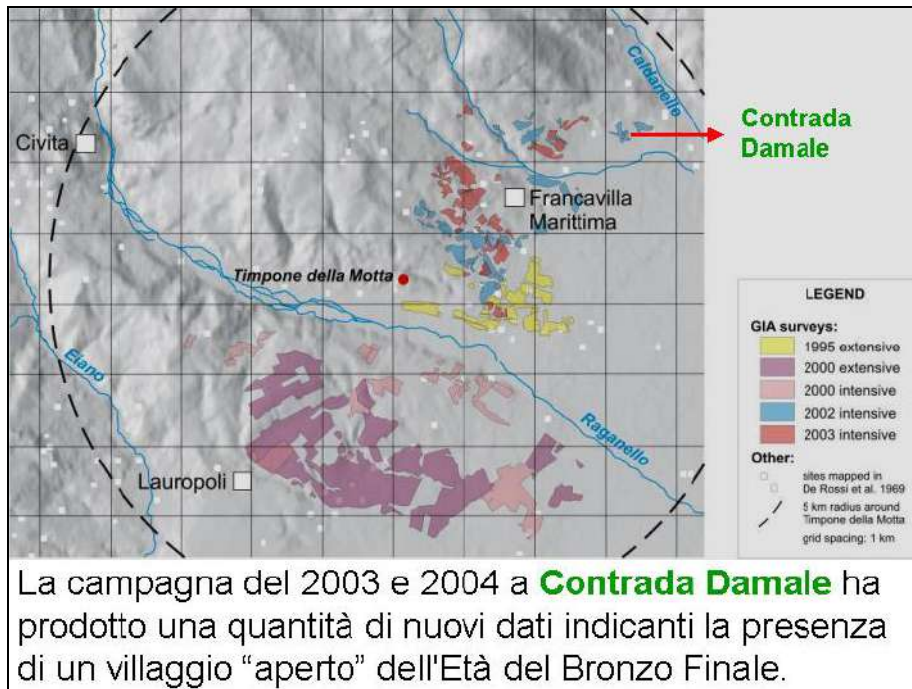 Caldanello
Contrada
Damale
Civita
Francavilla
Marittima
Timpone della Motta
Eiano
Raganello
Lauropoli
LEGEND
GIA surveys:
1995 extensive
2000 extensive
2000 intensive
2002 intensive
2003 intensive
Other:
sites mapped in
De Rossi et al. 1969
5 km radius around
Timpone della Motta
grid spacing: 1 km
La campagna del 2003 e 2004 a Contrada Damale ha
prodotto una quantità di nuovi dati indicanti la presenza
di un villaggio “aperto” dell'Età del Bronzo Finale.